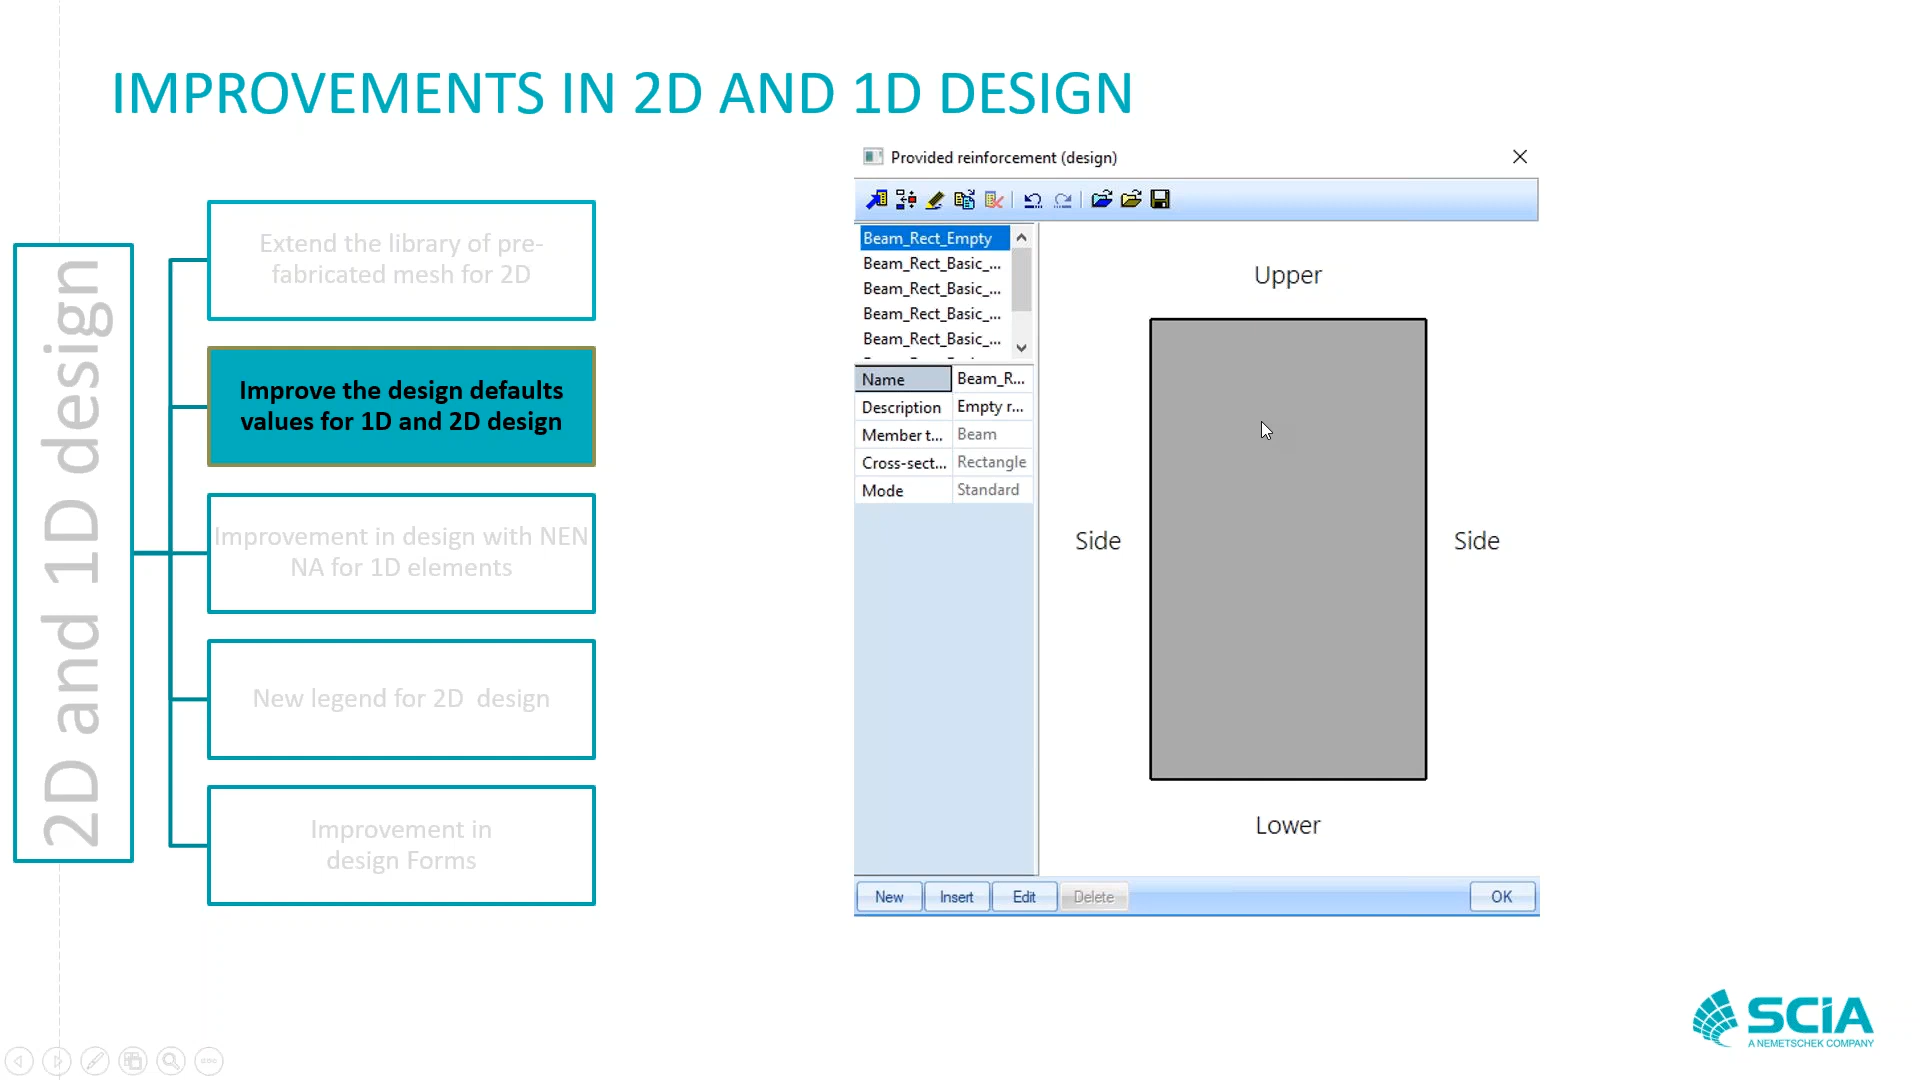 IMPROVEMENTS IN 2D AND 1D DESIGN
2D and 1D design
Extend the library of pre-
fabricated mesh for 2D
Improve the design defaults
values for 1D and 2D design
Improvement in design with NEN
NA for 1D elements
New legend for 2D  design
Improvement in
design Forms
Provided reinforcement (design)
Beam_Rect_Empty
Beam_Rect_Basic_...
Beam_Rect_Basic_...
Beam_Rect_Basic_...
Beam_Rect_Basic_...
Name Beam_R...
Description Empty r...
Member t... Beam
Cross-sect... Rectangle
Mode Standard
Upper
Side
Side
Lower
New Insert Edit Delete OK
SCIA
A NEMETSCHEK COMPANY